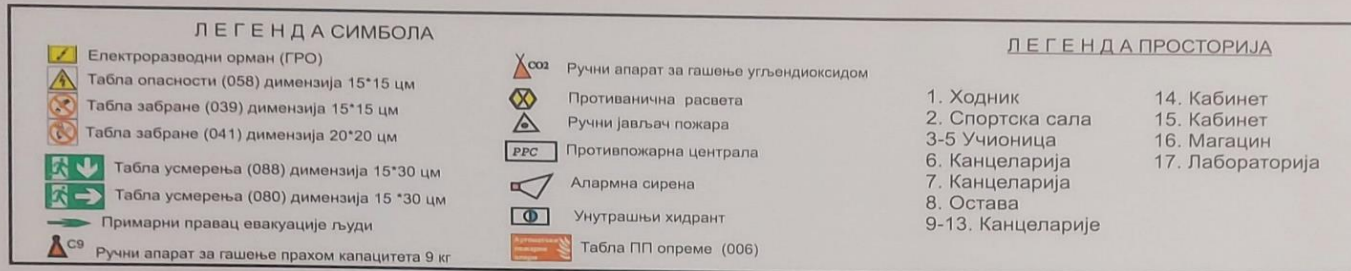 Л Е Г Е Н Д А СИМБОЛА
Електроразводни орман (ГРО)
Табла опасности (058) димензија 15*15 цм
Табла забране (039) димензија 15*15 цм
Табла забране (041) димензија 20*20 цм
Табла усмерења (088) димензија 15*30 цм
Табла усмерења (080) димензија 15 *30 цм
Примарни правац евакуације људи
С9 Ручни апарат за гашење прахом капацитета 9 кг
CO2 Ручни апарат за гашење угљендиоксидом
Противанична расвета
Ручни јављач пожара
PPC Противпожарна централа
Алармна сирена
Унутрашњи хидрант
Табла ПП опреме (006)
Л Е Г Е Н Д А ПРОСТОРИЈА
1. Ходник
2. Спортска сала
3-5 Учионица
6. Канцеларија
7. Канцеларија
8. Остава
9-13. Канцеларије
14. Кабинет
15. Кабинет
16. Магацин
17. Лабораторија